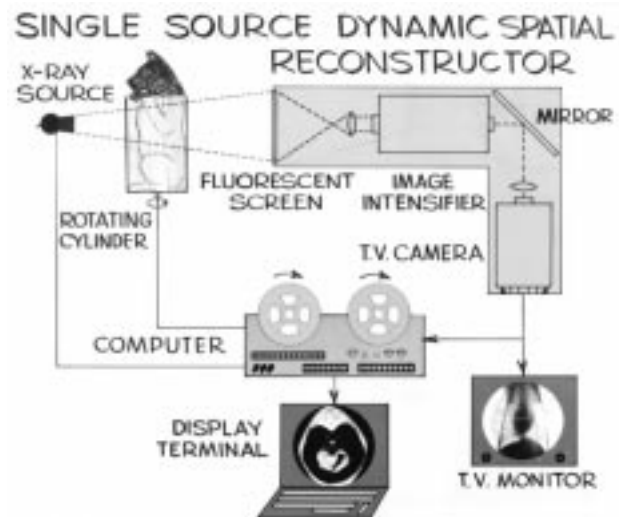 SINGLE SOURCE DYNAMIC SPATIAL
RECONSTRUCTOR
X-RAY
SOURCE
MIRROR
FLUORESCENT
SCREEN
IMAGE
INTENSIFIER
ROTATING
CYLINDER
T.V. CAMERA
COMPUTER
DISPLAY
TERMINAL
T.V. MONITOR